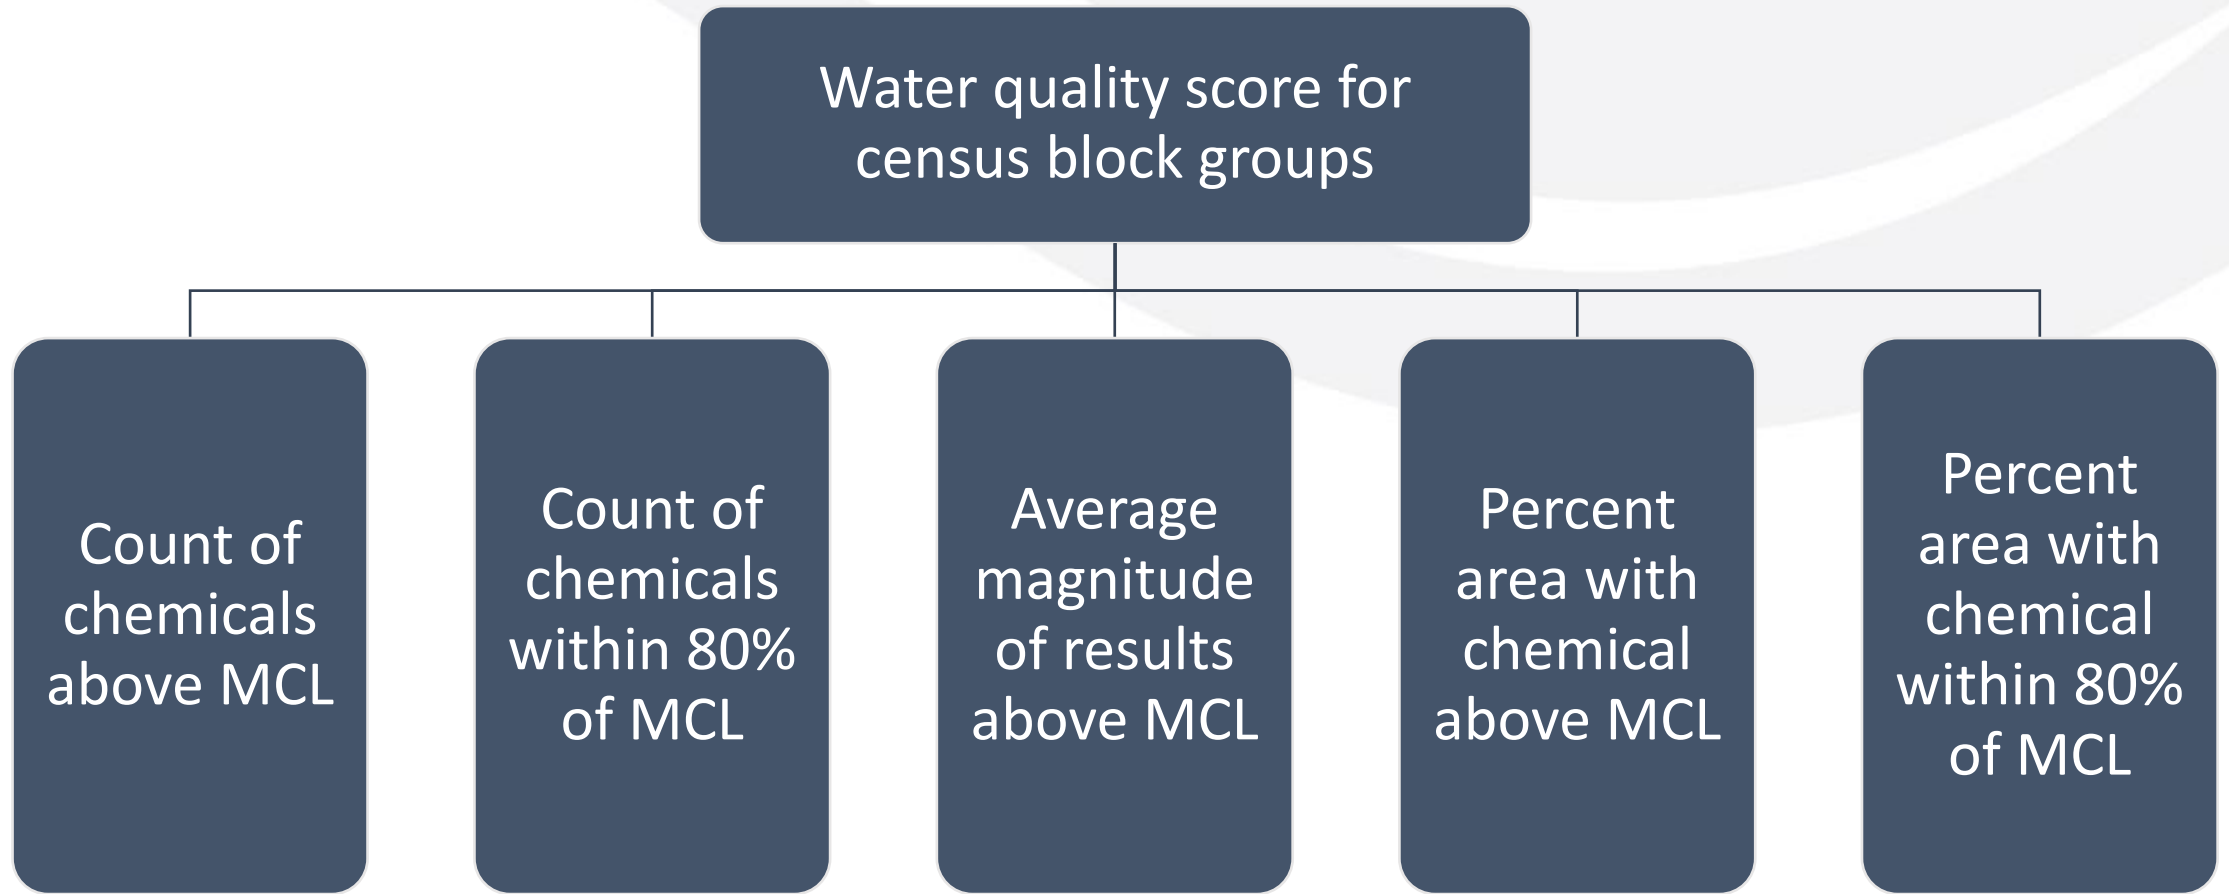 Water quality score for
census block groups
Count of
chemicals
above MCL
Count of
chemicals
within 80%
of MCL
Average
magnitude
of results
above MCL
Percent
area with
chemical
above MCL
Percent
area with
chemical
within 80%
of MCL